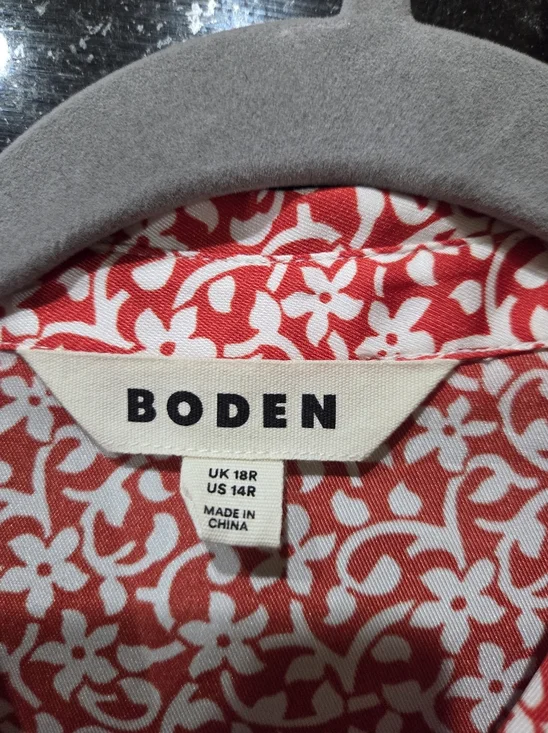 BODEN
UK 18R
US 14R
MADE IN
CHINA